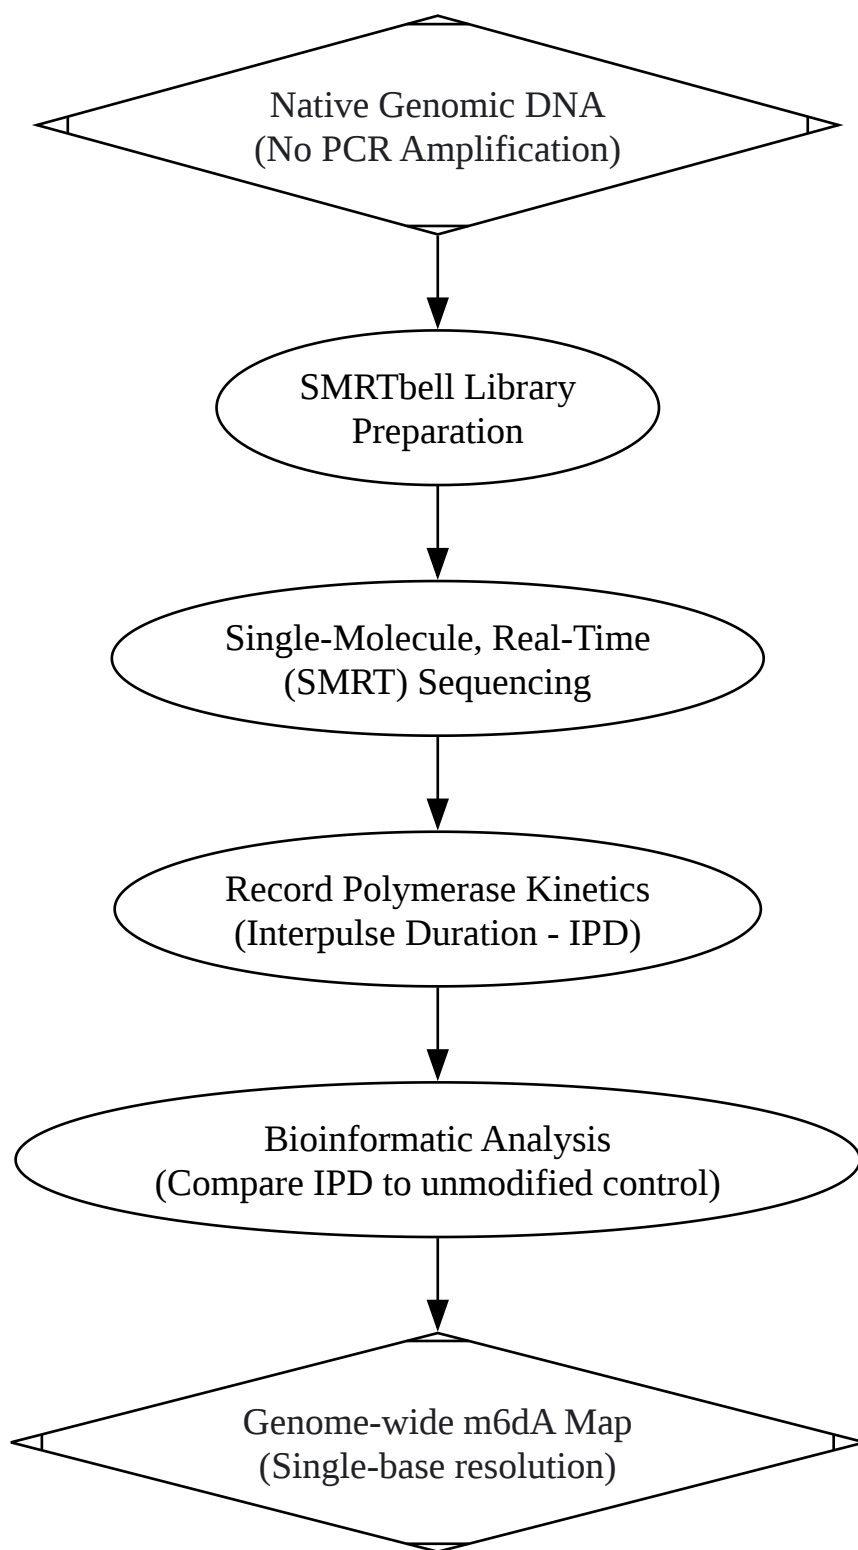 Native Genomic DNA
(No PCR Amplification)
SMRTbell Library
Preparation
Single-Molecule, Real-Time
(SMRT) Sequencing
Record Polymerase Kinetics
(Interpulse Duration - IPD)
Bioinformatic Analysis
(Compare IPD to unmodified control)
Genome-wide m6dA Map
(Single-base resolution)